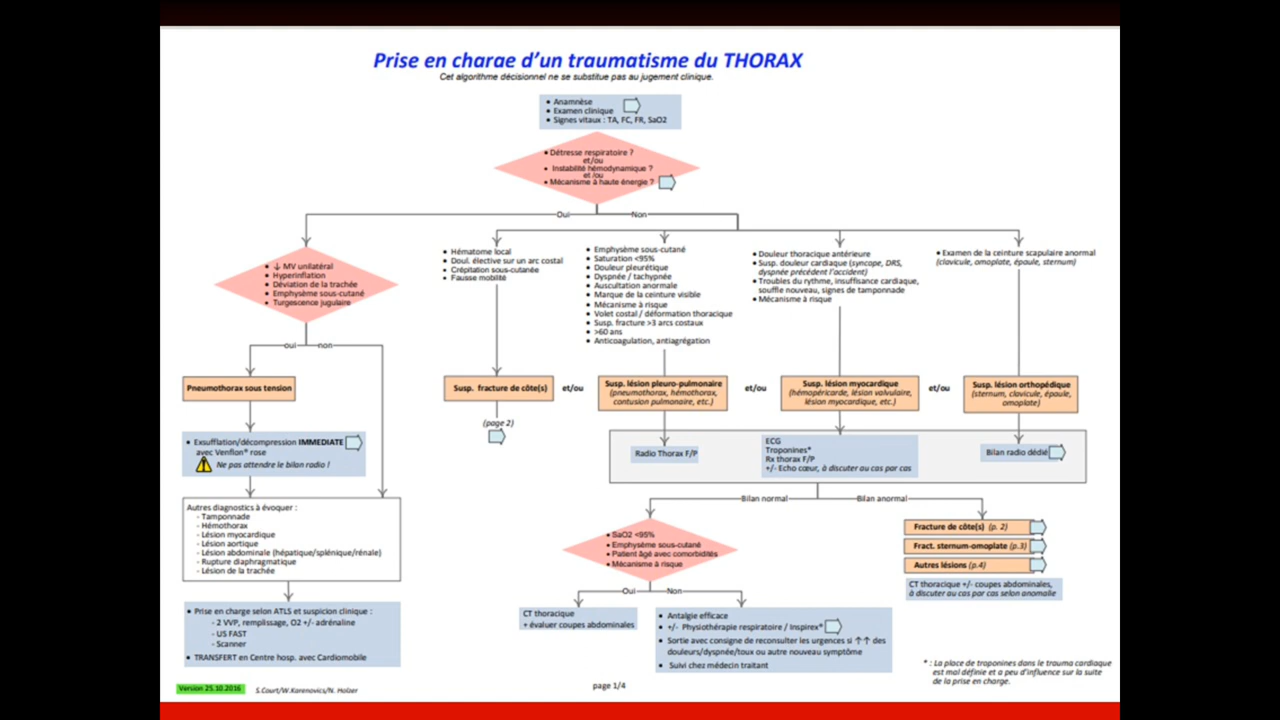 Prise en charae d'un traumatisme du THORAX
Cet algorithme décisionnel ne se substitue pas au jugement clinique.
• Anamnèse
• Examen clinique
• Signes vitaux : TA, FC, FR, SaO2
• Détresse respiratoire ?
et/ou
• Instabilité hémodynamique ?
et /ou
• Mécanisme à haute énergie ?
Oui
Non
• ↓ MV unilatéral
• Hyperinflation
• Déviation de la trachée
• Emphysème sous-cutané
• Turgescence jugulaire
oui
non
Pneumothorax sous tension
• Exsufflation/décompression IMMEDIATE
avec Venflon® rose
Ne pas attendre le bilan radio !
Autres diagnostics à évoquer :
- Tamponnade
- Hémothorax
- Lésion myocardique
- Lésion aortique
- Lésion abdominale (hépatique/splénique/rénale)
- Rupture diaphragmatique
- Lésion de la trachée
• Prise en charge selon ATLS et suspicion clinique :
- 2 VVP, remplissage, O2 +/- adrénaline
- US FAST
- Scanner
• TRANSFERT en Centre hosp. avec Cardiomobile
• Hématome local
• Doul. élective sur un arc costal
• Crépitation sous-cutanée
• Fausse mobilité
Susp. fracture de côte(s)
(page 2)
et/ou
• Emphysème sous-cutané
• Saturation <95%
• Douleur pleurétique
• Dyspnée / tachypnée
• Auscultation anormale
• Marque de la ceinture visible
• Mécanisme à risque
• Volet costal / déformation thoracique
• Susp. fracture >3 arcs costaux
• >60 ans
• Anticoagulation, antiagrégation
Susp. lésion pleuro-pulmonaire
(pneumothorax, hémothorax,
contusion pulmonaire, etc.)
et/ou
• Douleur thoracique antérieure
• Susp. douleur cardiaque (syncope, DRS,
dyspnée précédent l'accident)
• Troubles du rythme, insuffisance cardiaque,
souffle nouveau, signes de tamponnade
• Mécanisme à risque
Susp. lésion myocardique
(hémopéricarde, lésion valvulaire,
lésion myocardique, etc.)
et/ou
• Examen de la ceinture scapulaire anormal
(clavicule, omoplate, épaule, sternum)
Susp. lésion orthopédique
(sternum, clavicule, épaule,
omoplate)
Radio Thorax F/P
ECG
Troponines*
Rx thorax F/P
+/- Echo cœur, à discuter au cas par cas
Bilan radio dédié
Bilan normal
Bilan anormal
• SaO2 <95%
• Emphysème sous-cutané
• Patient âgé avec comorbidités
• Mécanisme à risque
Oui
Non
CT thoracique
+ évaluer coupes abdominales
• Antalgie efficace
• +/- Physiothérapie respiratoire / Inspirex®
• Sortie avec consigne de reconsulter les urgences si ↑↑ des
douleurs/dyspnée/toux ou autre nouveau symptôme
• Suivi chez médecin traitant
Fracture de côte(s) (p. 2)
Fract. sternum-omoplate (p.3)
Autres lésions (p.4)
CT thoracique +/- coupes abdominales,
à discuter au cas par cas selon anomalie
* : La place de troponines dans le trauma cardiaque
est mal définie et a peu d'influence sur la suite
de la prise en charge.
Version 25.10.2016
S.Court/W.Karenovics/N. Holzer
page 1/4